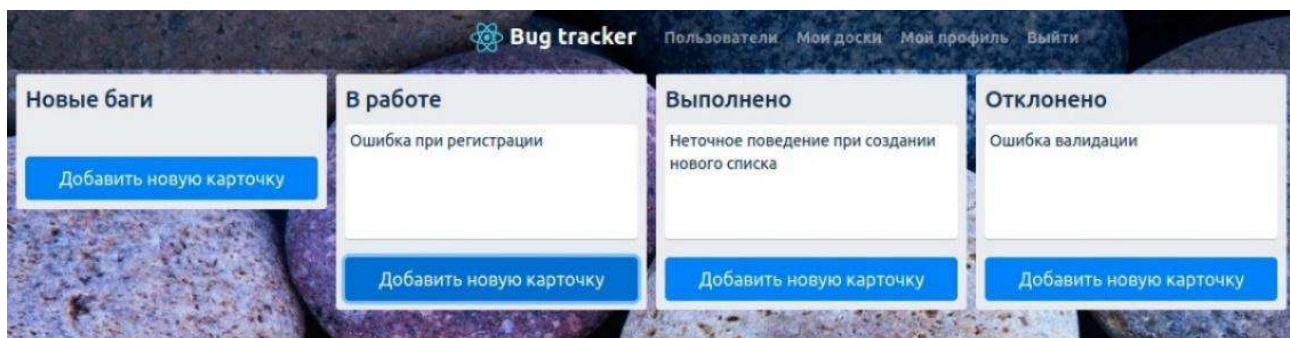 Bug tracker Пользователи Мои доски Мой профиль Выйти
Новые баги
Добавить новую карточку
В работе
Ошибка при регистрации
Добавить новую карточку
Выполнено
Неточное поведение при создании
нового списка
Добавить новую карточку
Отклонено
Ошибка валидации
Добавить новую карточку